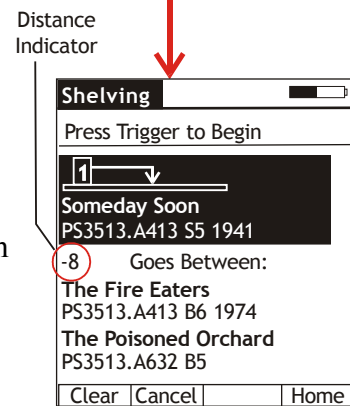 Distance
Indicator
Shelving
Press Trigger to Begin
1
Someday Soon
PS3513.A413 S5 1941
-8 Goes Between:
The Fire Eaters
PS3513.A413 B6 1974
The Poisoned Orchard
PS3513.A632 B5
Clear Cancel Home